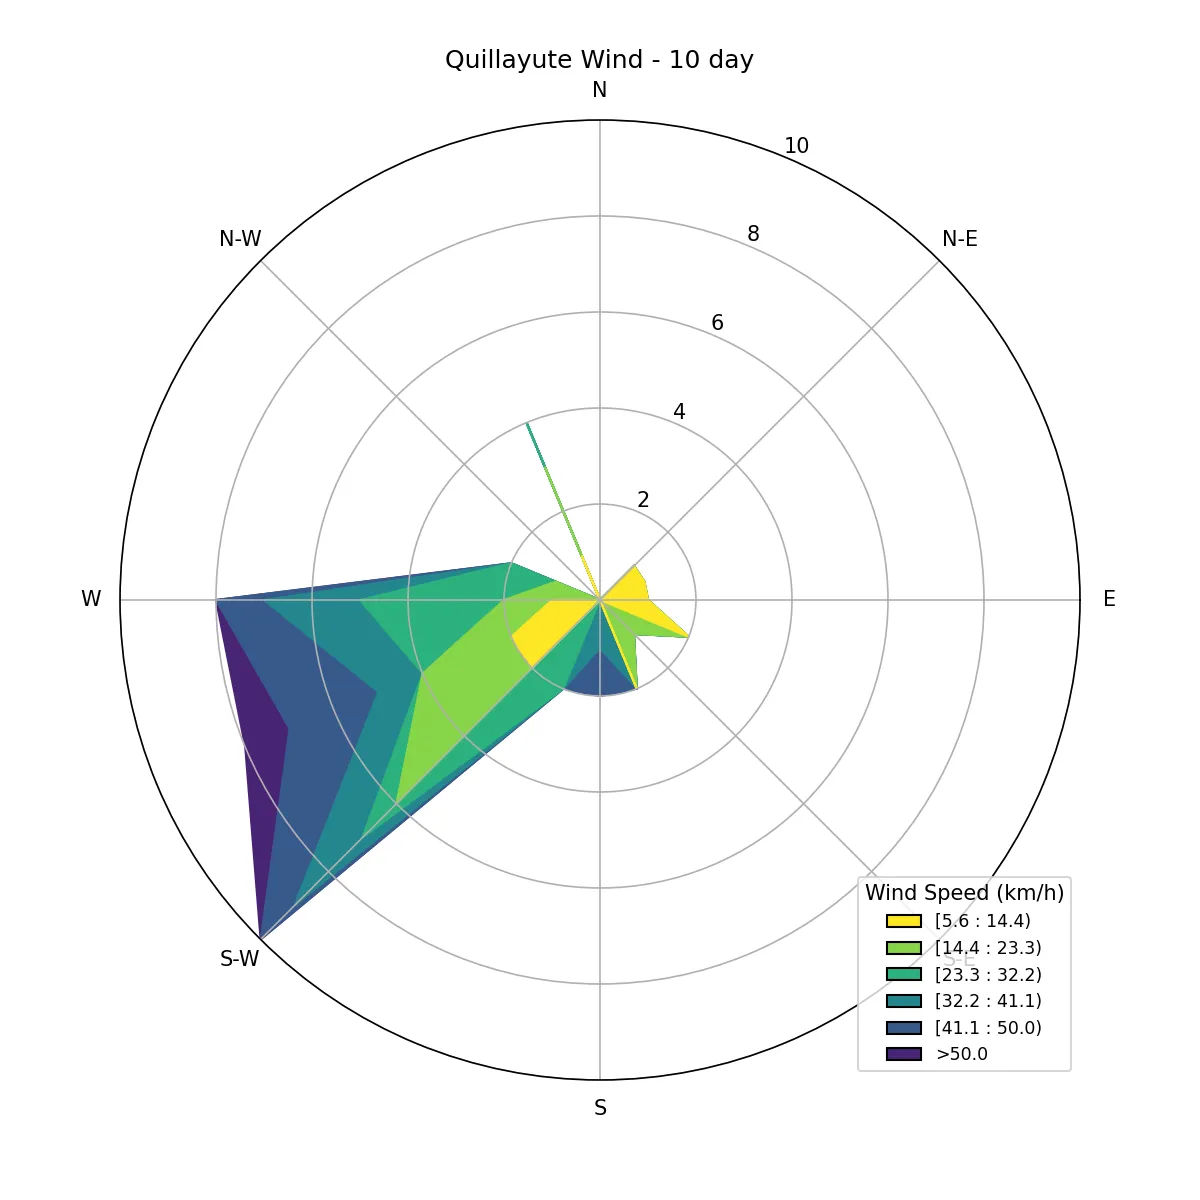 Quillayute Wind - 10 day
N
10
N-W
8
N-E
6
4
2
W
E
S-W
S-E
S
Wind Speed (km/h)
[5.6 : 14.4)
[14.4 : 23.3)
[23.3 : 32.2)
[32.2 : 41.1)
[41.1 : 50.0)
>50.0